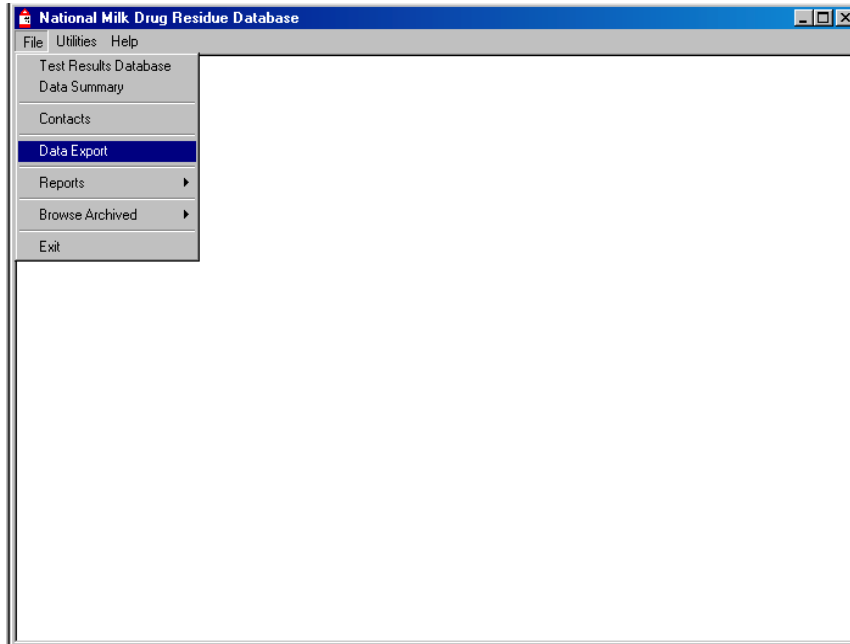 National Milk Drug Residue Database
File Utilities Help
Test Results Database
Data Summary
Contacts
Data Export
Reports
Browse Archived
Exit